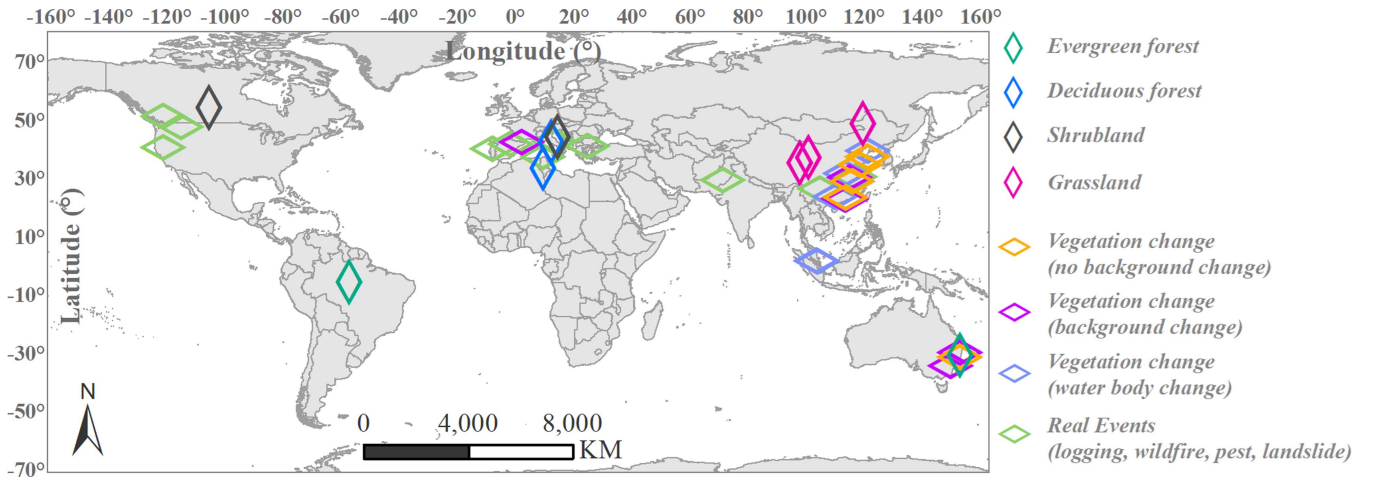 -160° -140° -120° -100° -80° -60° -40° -20° 0° 20° 40° 60° 80° 100° 120° 140° 160°
Longitude (°)
70°
50°
30°
10°
-10°
-30°
-50°
-70°
Latitude (°)
N
0 4,000 8,000
KM
Evergreen forest
Deciduous forest
Shrubland
Grassland
Vegetation change
(no background change)
Vegetation change
(background change)
Vegetation change
(water body change)
Real Events
(logging, wildfire, pest, landslide)